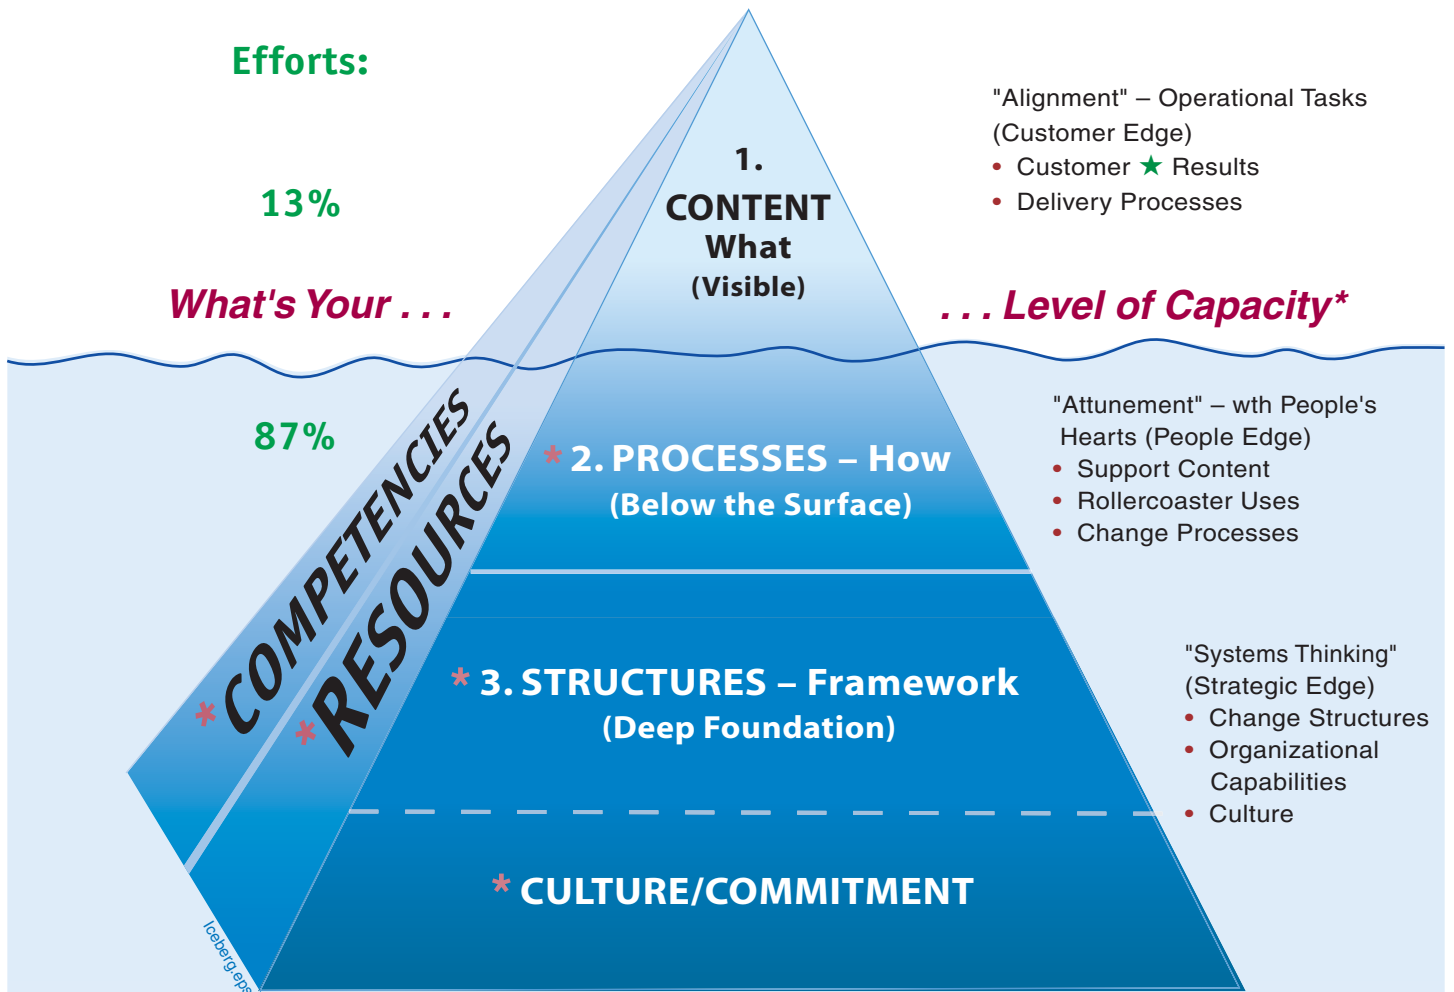 Efforts:
13%
What's Your . . .
87%
1.
CONTENT
What
(Visible)
"Alignment" – Operational Tasks
(Customer Edge)
• Customer ★ Results
• Delivery Processes
. . . Level of Capacity*
* COMPETENCIES
* RESOURCES
* 2. PROCESSES – How
(Below the Surface)
"Attunement" – wth People's
Hearts (People Edge)
• Support Content
• Rollercoaster Uses
• Change Processes
* 3. STRUCTURES – Framework
(Deep Foundation)
"Systems Thinking"
(Strategic Edge)
• Change Structures
• Organizational
Capabilities
• Culture
* CULTURE/COMMITMENT
Iceberg.eps